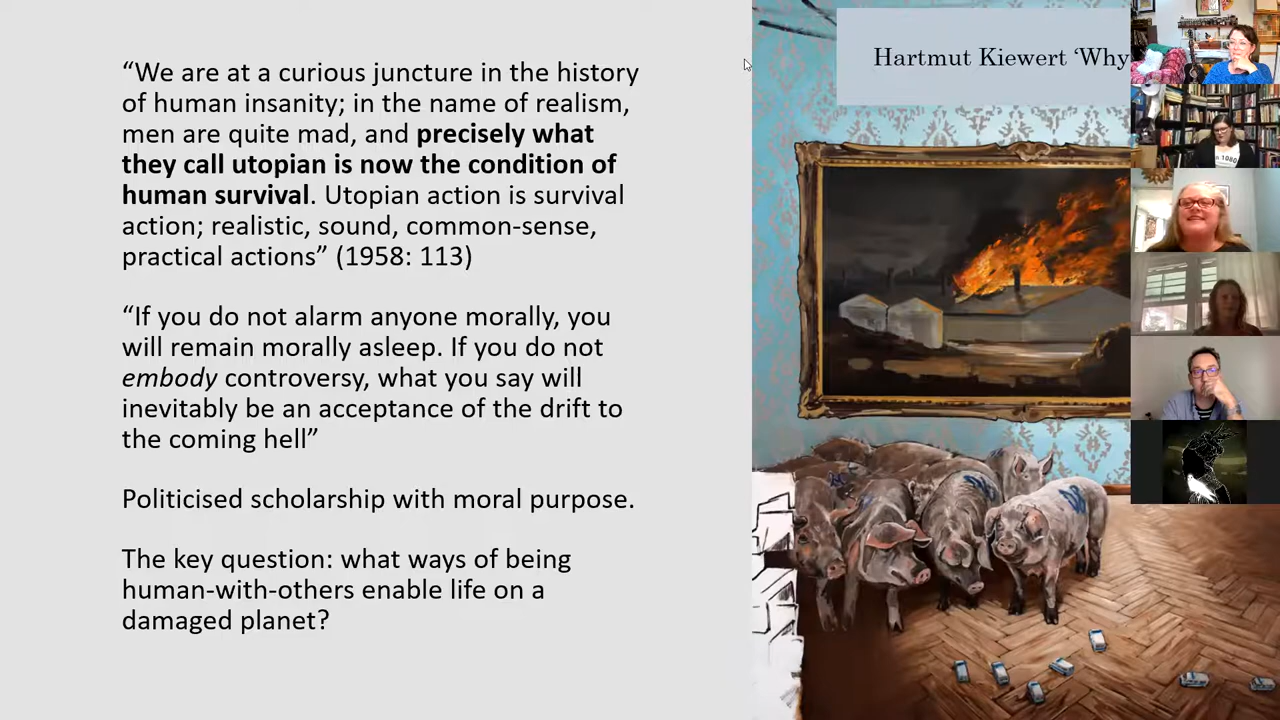 “We are at a curious juncture in the history
of human insanity; in the name of realism,
men are quite mad, and precisely what
they call utopian is now the condition of
human survival. Utopian action is survival
action; realistic, sound, common-sense,
practical actions” (1958: 113)
“If you do not alarm anyone morally, you
will remain morally asleep. If you do not
embody controversy, what you say will
inevitably be an acceptance of the drift to
the coming hell”
Politicised scholarship with moral purpose.
The key question: what ways of being
human-with-others enable life on a
damaged planet?
Hartmut Kiewert ‘Why
1080